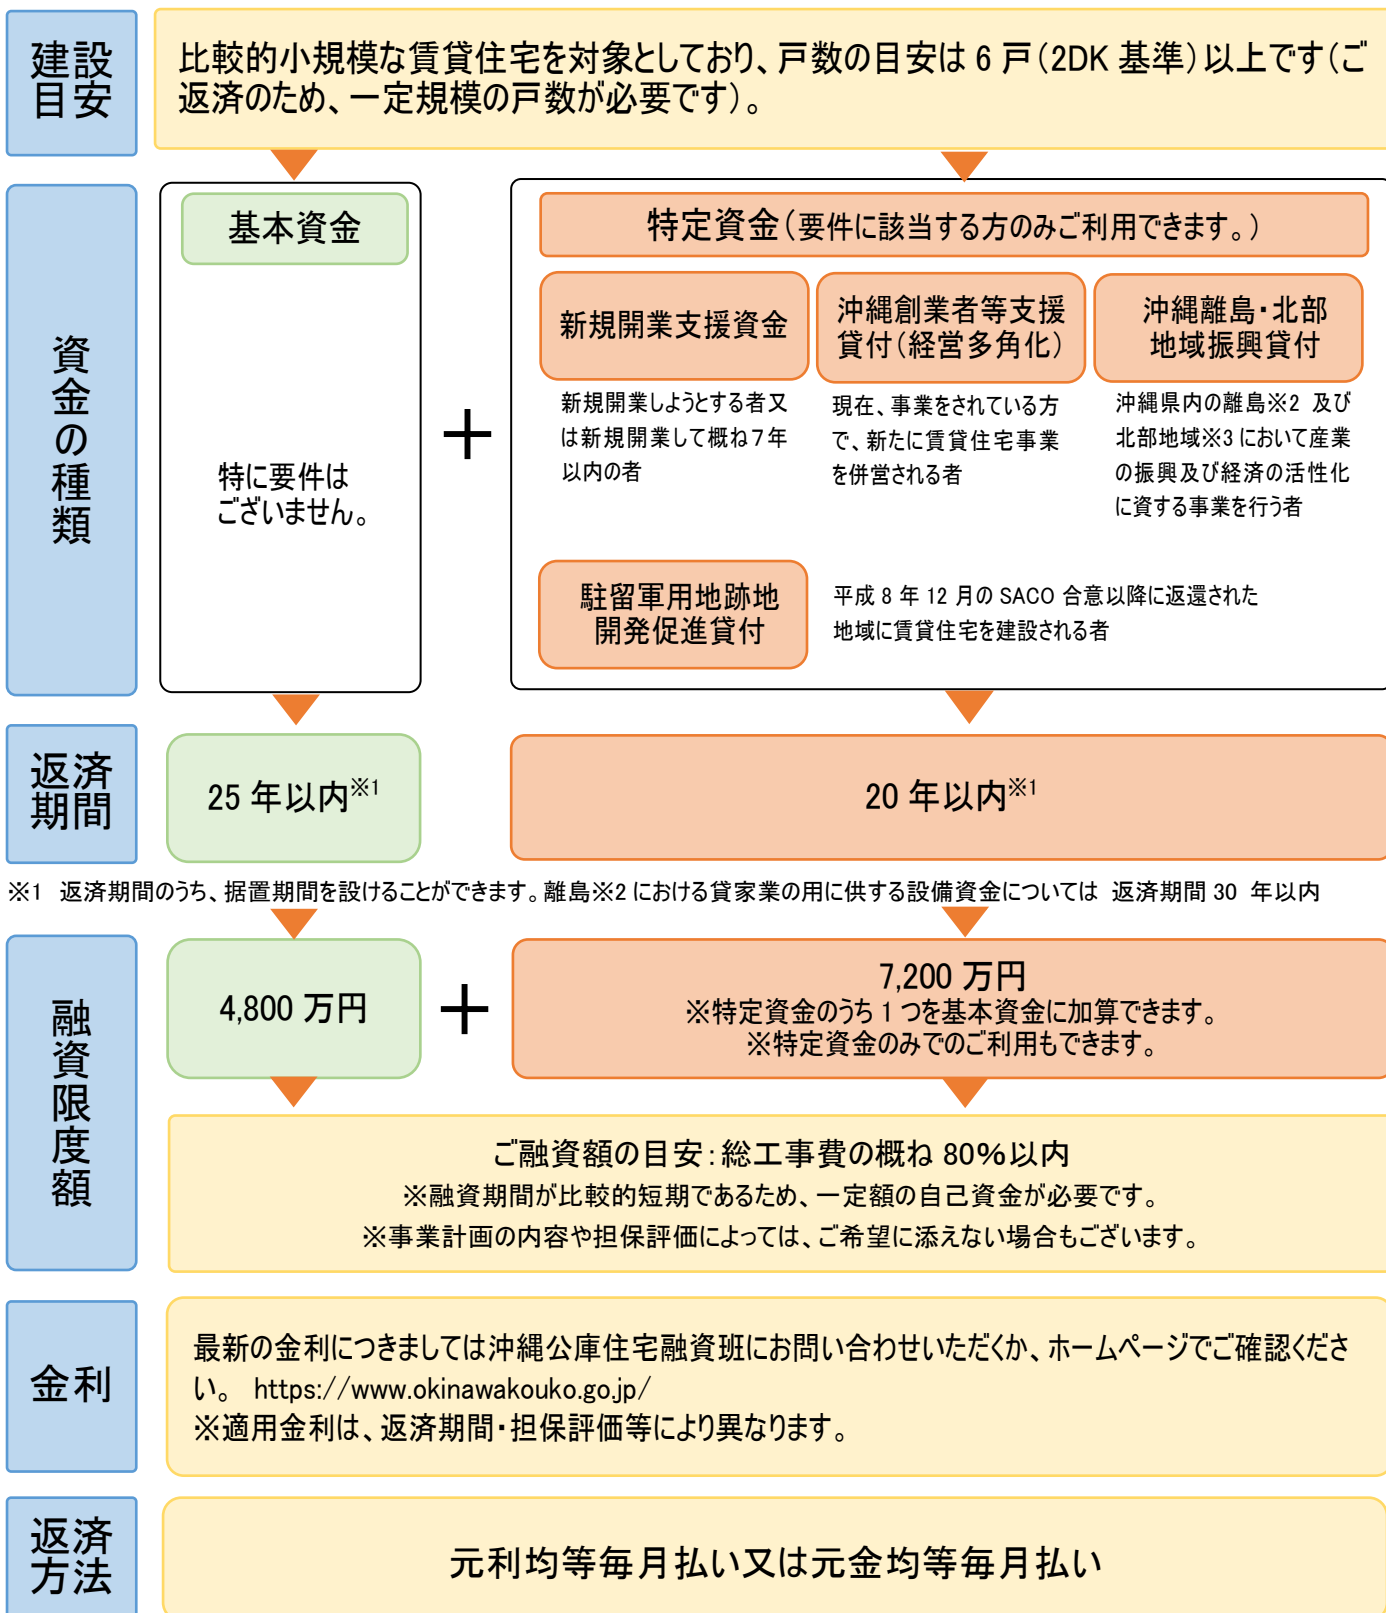 建設
目安
比較的小規模な賃貸住宅を対象としており、戸数の目安は 6 戸（2DK 基準）以上です（ご
返済のため、一定規模の戸数が必要です）。
資金の種類
基本資金
特に要件は
ございません。
＋
特定資金（要件に該当する方のみご利用できます。）
新規開業支援資金
新規開業しようとする者又
は新規開業して概ね７年
以内の者
沖縄創業者等支援
貸付（経営多角化）
現在、事業をされている方
で、新たに賃貸住宅事業
を併営される者
沖縄離島・北部
地域振興貸付
沖縄県内の離島※2 及び
北部地域※3 において産業
の振興及び経済の活性化
に資する事業を行う者
駐留軍用地跡地
開発促進貸付
平成 8 年 12 月の SACO 合意以降に返還された
地域に賃貸住宅を建設される者
返済
期間
25 年以内※1
20 年以内※1
※1　返済期間のうち、据置期間を設けることができます。離島※2 における貸家業の用に供する設備資金については 返済期間 30 年以内
融資限度額
4,800 万円
＋
7,200 万円
※特定資金のうち 1 つを基本資金に加算できます。
※特定資金のみでのご利用もできます。
ご融資額の目安：総工事費の概ね 80％以内
※融資期間が比較的短期であるため、一定額の自己資金が必要です。
※事業計画の内容や担保評価によっては、ご希望に添えない場合もございます。
金利
最新の金利につきましては沖縄公庫住宅融資班にお問い合わせいただくか、ホームページでご確認くださ
い。 https://www.okinawakouko.go.jp/
※適用金利は、返済期間・担保評価等により異なります。
返済
方法
元利均等毎月払い又は元金均等毎月払い